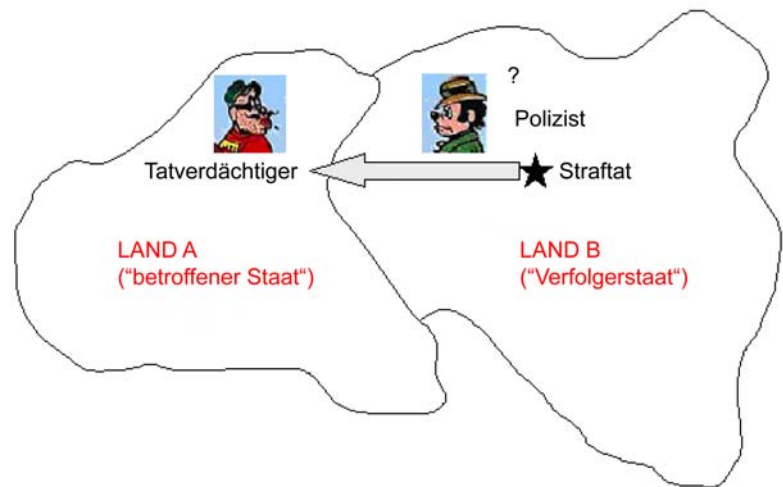 ?
Polizist
Tatverdächtiger
Straftat
LAND A
(“betroffener Staat“)
LAND B
(“Verfolgerstaat“)